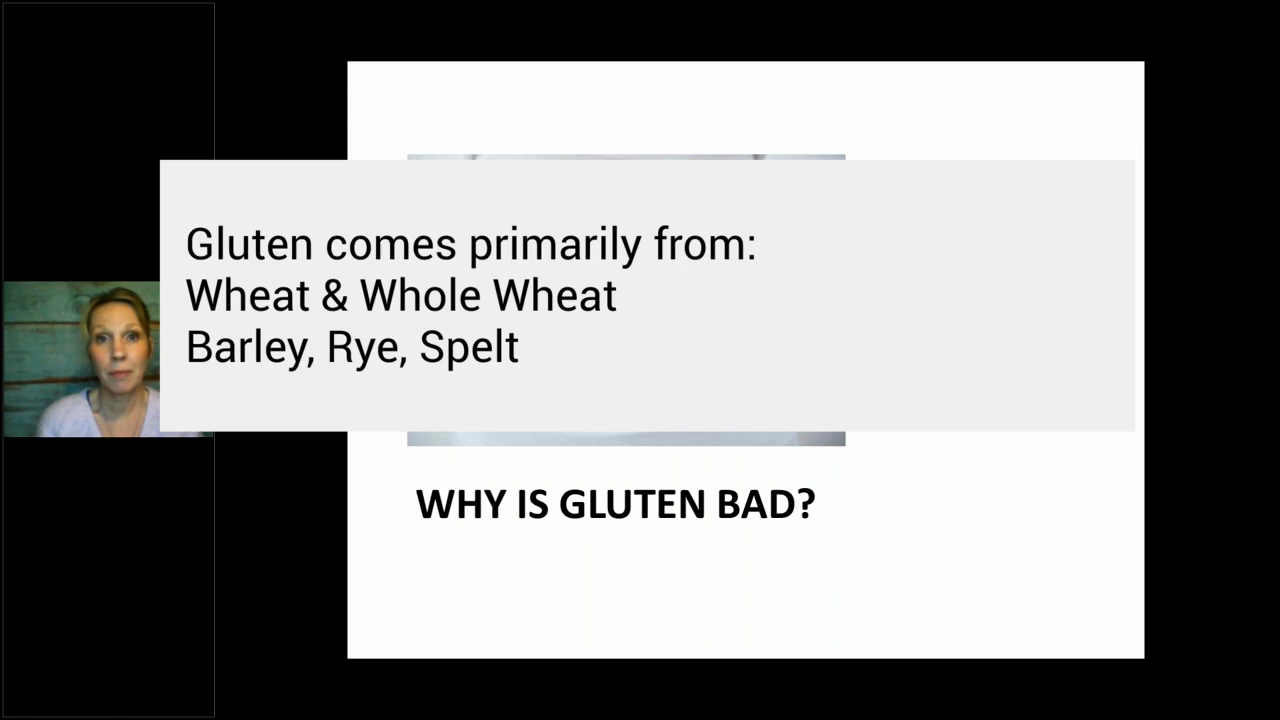 Gluten comes primarily from:
Wheat & Whole Wheat
Barley, Rye, Spelt
WHY IS GLUTEN BAD?